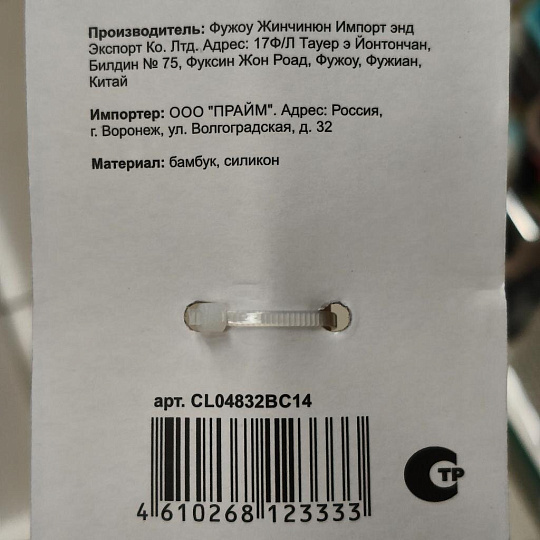 Производитель: Фужоу Жинчинюн Импорт энд
Экспорт Ко. Лтд. Адрес: 17Ф/Л Тауер э Йонтончан,
Билдин № 75, Фуксин Жон Роад, Фужоу, Фужиан,
Китай
Импортер: ООО "ПРАЙМ". Адрес: Россия,
г. Воронеж, ул. Волгоградская, д. 32
Материал: бамбук, силикон
арт. CL04832BC14
4 610268 123333
СТР